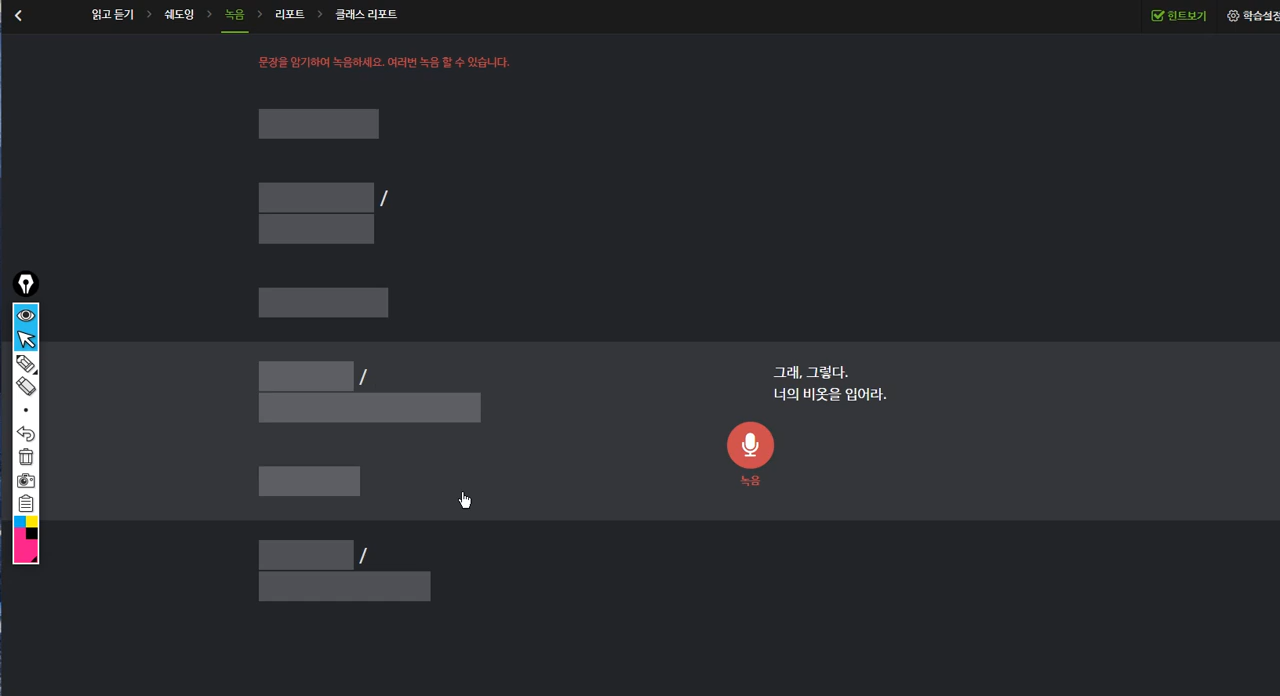 읽고 듣기 > 쉐도잉 > 녹음 > 리포트 > 클래스 리포트
힌트보기
학습설정
문장을 암기하여 녹음하세요. 여러번 녹음 할 수 있습니다.
/
/
그래, 그렇다.
너의 비옷을 입어라.
녹음
/